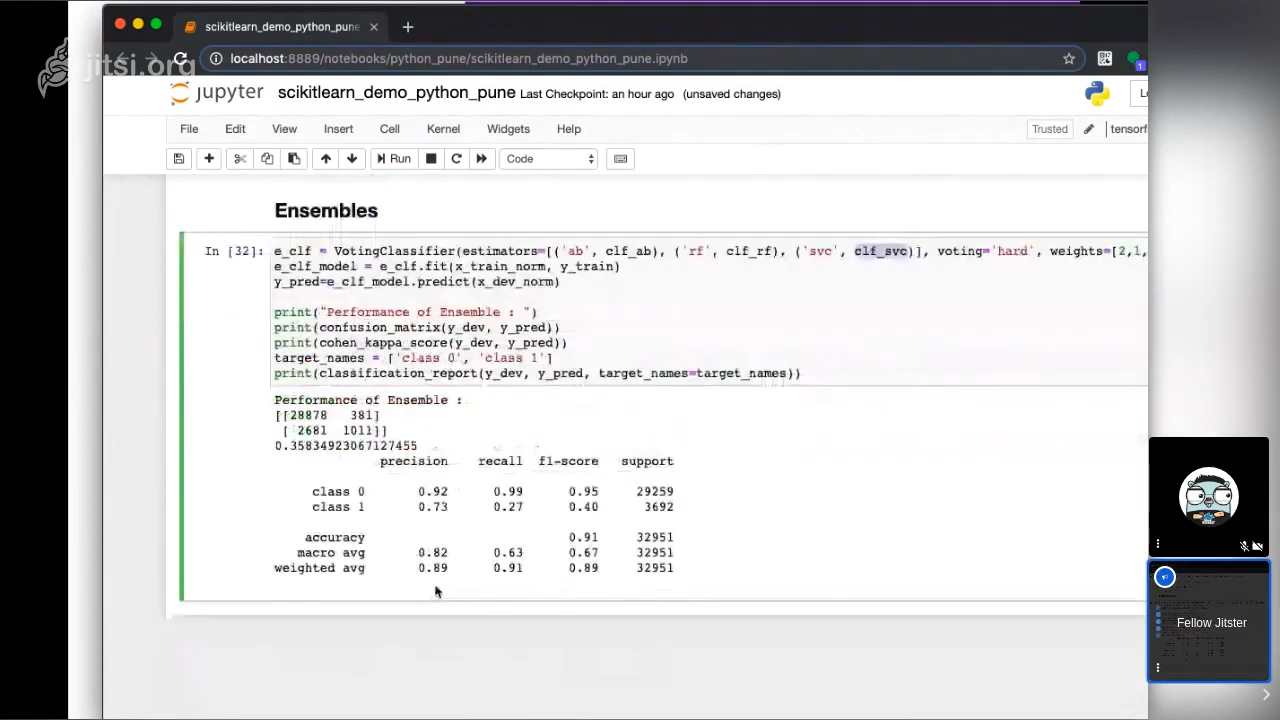 scikitlearn_demo_python_pune
jitsi.org
localhost:8889/notebooks/python_pune/scikitlearn_demo_python_pune.ipynb
1
jupyter scikitlearn_demo_python_pune Last Checkpoint: an hour ago (unsaved changes)
File Edit View Insert Cell Kernel Widgets Help Trusted tensorf
Run Code
Ensembles
In [32]: e_clf = VotingClassifier(estimators=[('ab', clf_ab), ('rf', clf_rf), ('svc', clf_svc)], voting='hard', weights=[2,1,
e_clf_model = e_clf.fit(x_train_norm, y_train)
y_pred=e_clf_model.predict(x_dev_norm)
print("Performance of Ensemble : ")
print(confusion_matrix(y_dev, y_pred))
print(cohen_kappa_score(y_dev, y_pred))
target_names = ['class 0', 'class 1']
print(classification_report(y_dev, y_pred, target_names=target_names))
Performance of Ensemble :
[[28878 381]
[ 2681 1011]]
0.35834923067127455
precision recall f1-score support
class 0 0.92 0.99 0.95 29259
class 1 0.73 0.27 0.40 3692
accuracy 0.91 32951
macro avg 0.82 0.63 0.67 32951
weighted avg 0.89 0.91 0.89 32951
Fellow Jitster